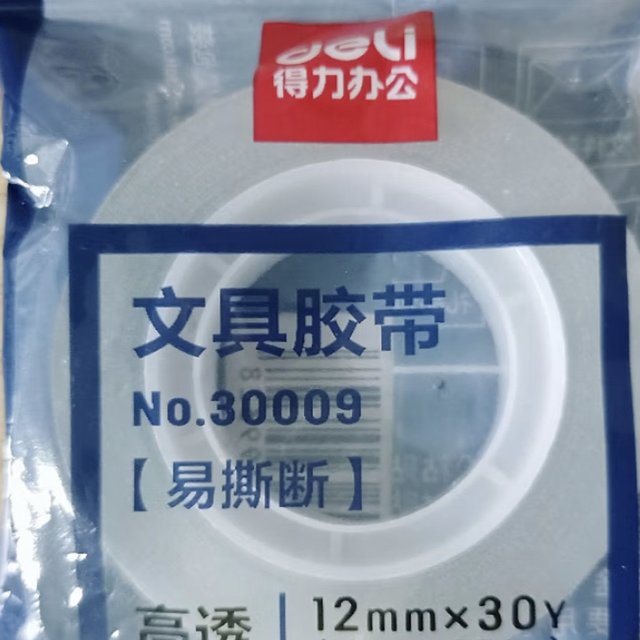 deli
得力办公
文具胶带
No.30009
【易撕断】
高透
12mm×30Y